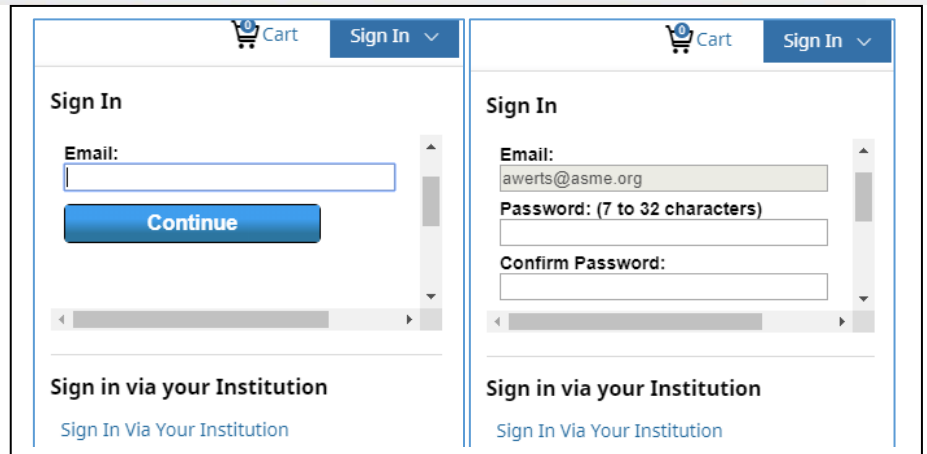 0 Cart Sign In
Sign In
Email:
Continue
Sign in via your Institution
Sign In Via Your Institution
0 Cart Sign In
Sign In
Email:
awerts@asme.org
Password: (7 to 32 characters)
Confirm Password:
Sign in via your Institution
Sign In Via Your Institution